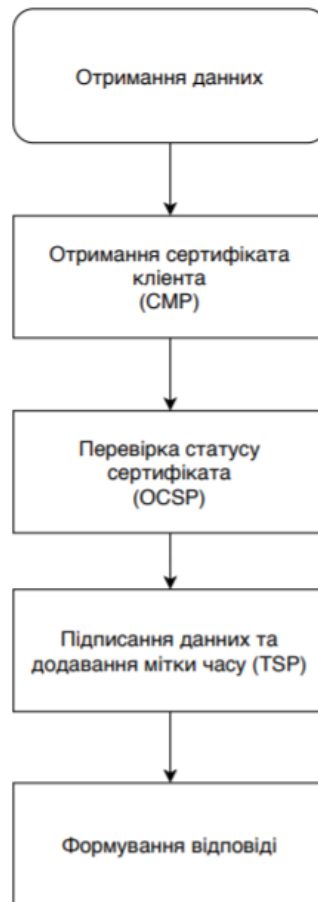 Отримання данних
Отримання сертифіката
клієнта
(CMP)
Перевірка статусу
сертифіката
(OCSP)
Підписання данних та
додавання мітки часу (TSP)
Формування відповіді